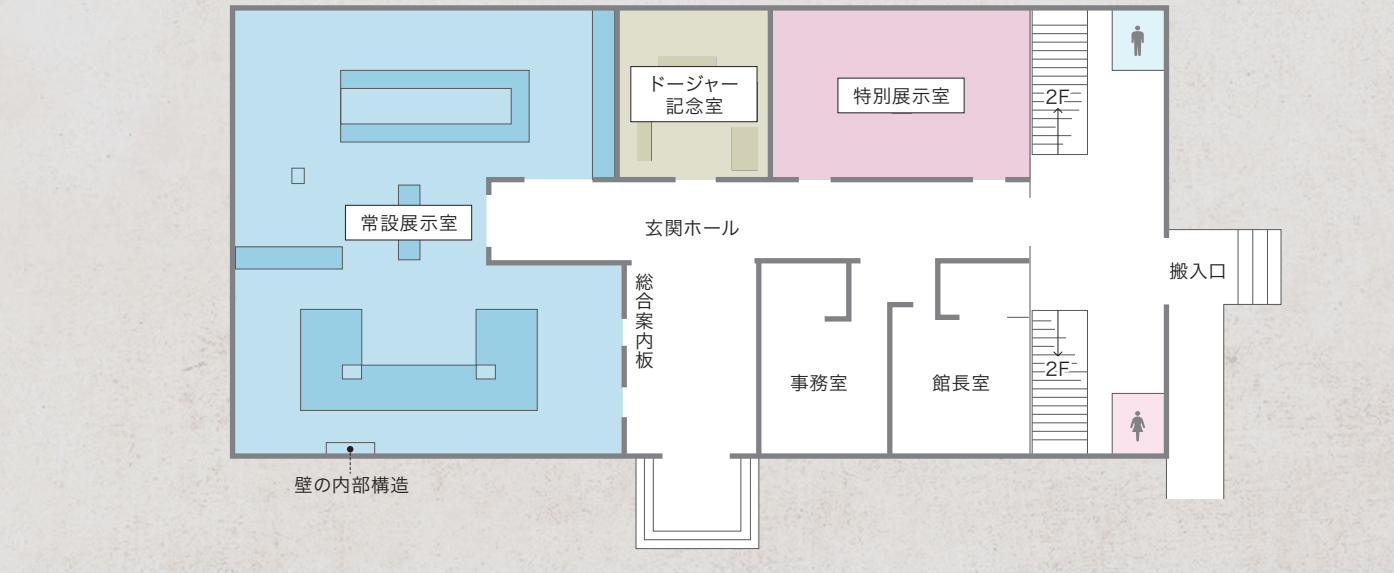 ドージャー
記念室
特別展示室
2F
常設展示室
玄関ホール
搬入口
総合案内板
事務室
館長室
2F
壁の内部構造